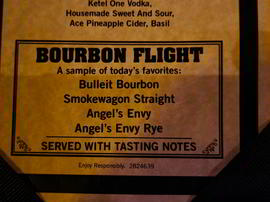 Ketel One Vodka,
Housemade Sweet And Sour,
Ace Pineapple Cider, Basil
BOURBON FLIGHT
A sample of today's favorites:
Bulleit Bourbon
Smokewagon Straight
Angel's Envy
Angel's Envy Rye
SERVED WITH TASTING NOTES
Enjoy Responsibly. 2824639